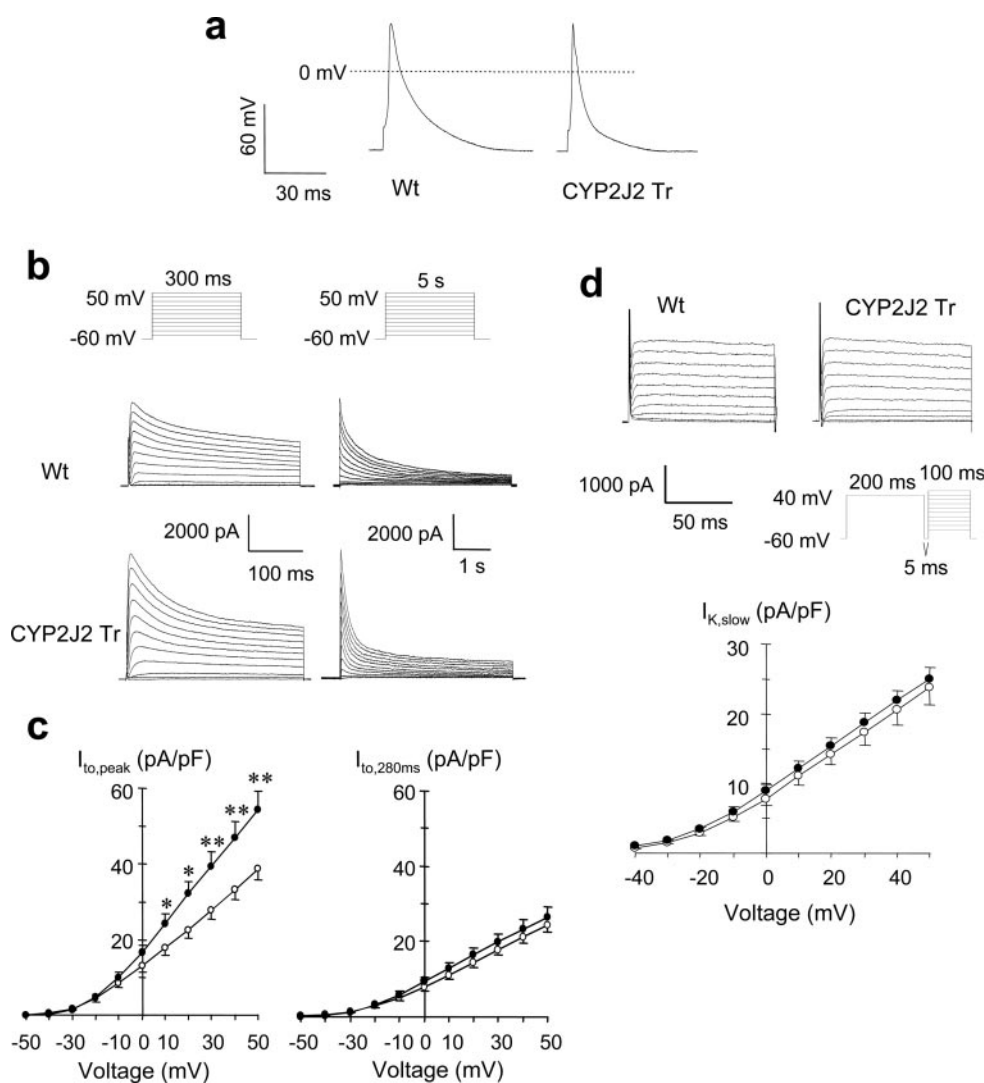 a
0 mV
60 mV
30 ms
Wt
CYP2J2 Tr
b
300 ms
50 mV
-60 mV
5 s
50 mV
-60 mV
Wt
2000 pA
100 ms
2000 pA
1 s
CYP2J2 Tr
c
I to,peak (pA/pF)
60
40
20
* * ** ** **
-50 -30 -10 0 10 30 50
Voltage (mV)
I to,280ms (pA/pF)
60
40
20
-50 -30 -10 0 10 30 50
Voltage (mV)
d
Wt
CYP2J2 Tr
1000 pA
50 ms
200 ms
100 ms
40 mV
-60 mV
5 ms
I K,slow (pA/pF)
30
20
10
-40 -20 0 20 40
Voltage (mV)